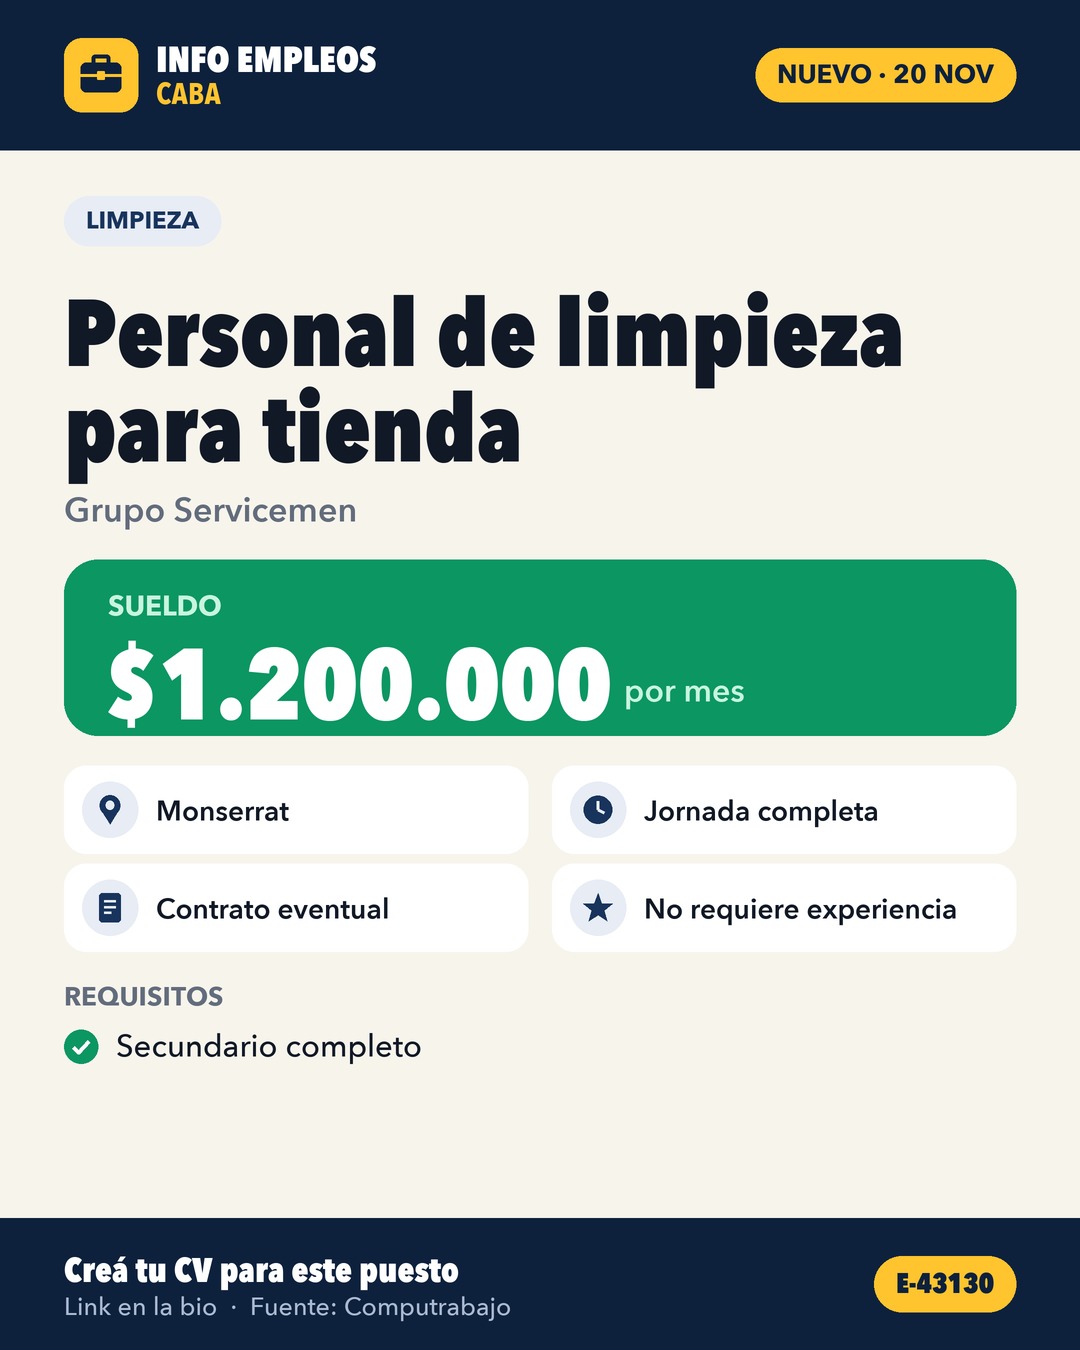 INFO EMPLEOS
CABA
NUEVO · 20 NOV
LIMPIEZA
Personal de limpieza
para tienda
Grupo Servicemen
SUELDO
$1.200.000 por mes
Monserrat
Jornada completa
Contrato eventual
No requiere experiencia
REQUISITOS
Secundario completo
Creá tu CV para este puesto
Link en la bio · Fuente: Computrabajo
E-43130